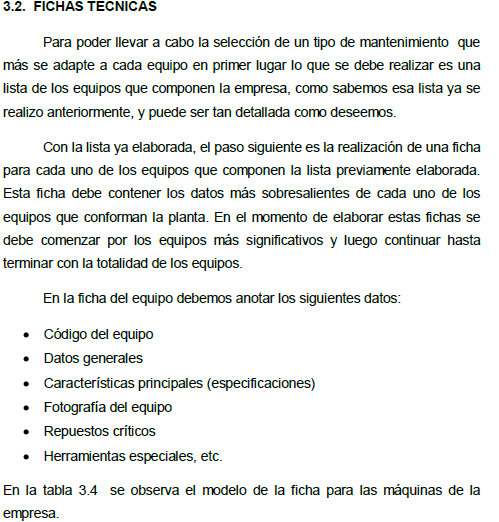 3.2. FICHAS TECNICAS
Para poder llevar a cabo la selección de un tipo de mantenimiento que
más se adapte a cada equipo en primer lugar lo que se debe realizar es una
lista de los equipos que componen la empresa, como sabemos esa lista ya se
realizo anteriormente, y puede ser tan detallada como deseemos.
Con la lista ya elaborada, el paso siguiente es la realización de una ficha
para cada uno de los equipos que componen la lista previamente elaborada.
Esta ficha debe contener los datos más sobresalientes de cada uno de los
equipos que conforman la planta. En el momento de elaborar estas fichas se
debe comenzar por los equipos más significativos y luego continuar hasta
terminar con la totalidad de los equipos.
En la ficha del equipo debemos anotar los siguientes datos:
• Código del equipo
• Datos generales
• Características principales (especificaciones)
• Fotografía del equipo
• Repuestos críticos
• Herramientas especiales, etc.
En la tabla 3.4 se observa el modelo de la ficha para las máquinas de la
empresa.